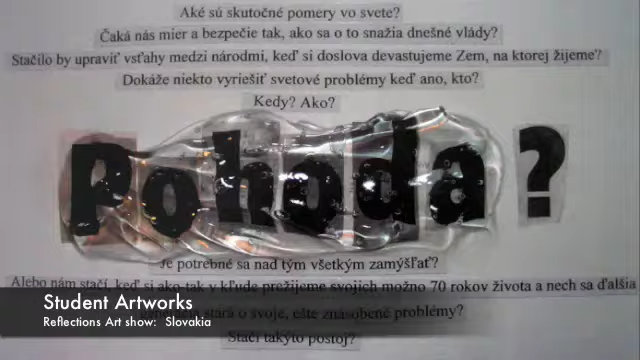 Aké sú skutočné pomery vo svete?
Čaká nás mier a bezpečie tak, ako sa o to snažia dnešné vlády?
Stačilo by upraviť vsťahy medzi národmi, keď si doslova devastujeme Zem, na ktorej žijeme?
Dokáže niekto vyriešiť svetové problémy keď ano, kto?
Kedy? Ako?
Pohoda?
Je potrebné sa nad tým všetkým zamýšľať?
Alebo nám stačí, keď si ako-tak v kľude prežijeme svojich možno 70 rokov života a nech sa ďalšia
generácia stará o svoje, ešte znásobené problémy?
Stačí takýto postoj?
Student Artworks
Reflections Art show: Slovakia